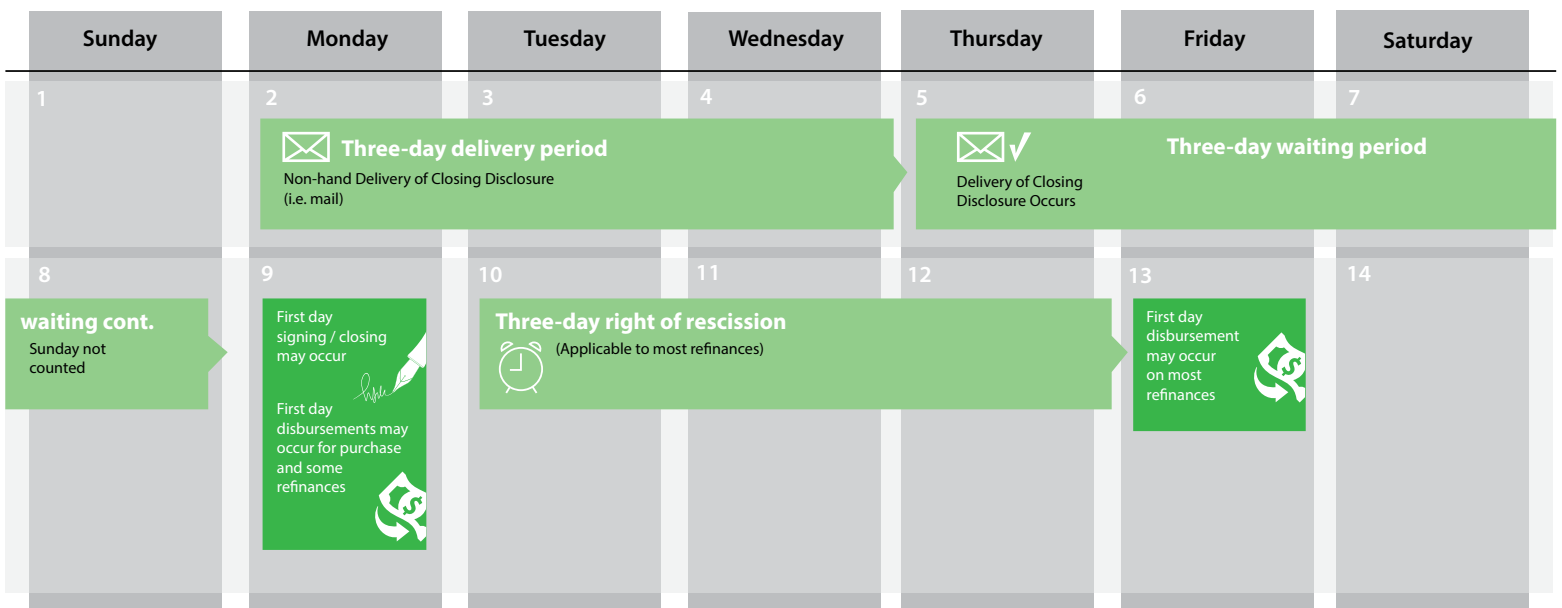 Sunday
Monday
Tuesday
Wednesday
Thursday
Friday
Saturday
1
2
3
4
5
6
7
Three-day delivery period
Non-hand Delivery of Closing Disclosure
(i.e. mail)
Delivery of Closing
Disclosure Occurs
Three-day waiting period
8
9
10
11
12
13
14
waiting cont.
Sunday not
counted
First day
signing / closing
may occur
First day
disbursements may
occur for purchase
and some
refinances
$
Three-day right of rescission
(Applicable to most refinances)
First day
disbursement
may occur
on most
refinances
$